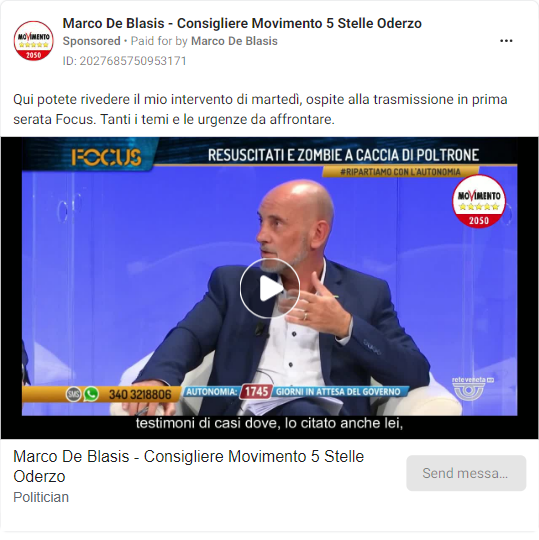 Marco De Blasis - Consigliere Movimento 5 Stelle Oderzo
Sponsored • Paid for by Marco De Blasis
ID: 2027685750953171
MOVIMENTO
2050
Qui potete rivedere il mio intervento di martedì, ospite alla trasmissione in prima
serata Focus. Tanti i temi e le urgenze da affrontare.
FOCUS
RESUSCITATI E ZOMBIE A CACCIA DI POLTRONE
#RIPARTIAMO CON L'AUTONOMIA
MOVIMENTO
2050
reteveneta
SMS 340 3218806
AUTONOMIA: 1745 GIORNI IN ATTESA DEL GOVERNO
testimoni di casi dove, lo citato anche lei,
Marco De Blasis - Consigliere Movimento 5 Stelle
Oderzo
Politician
Send messa...